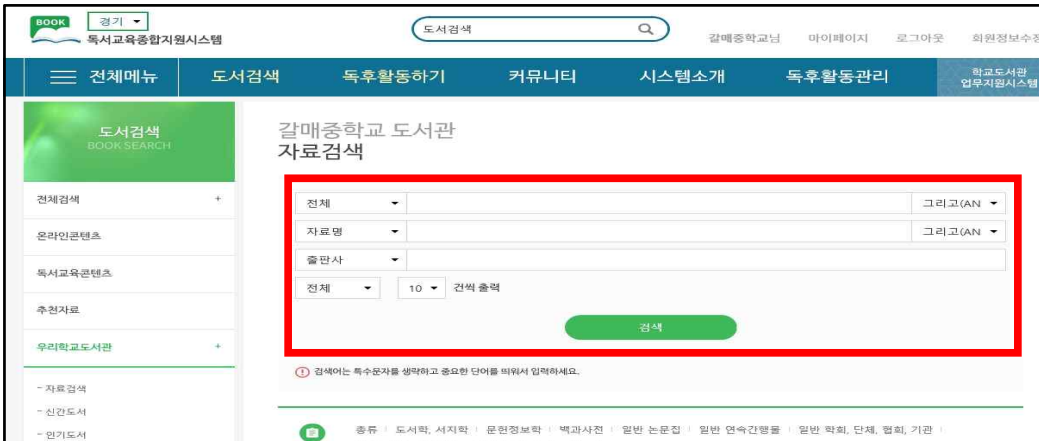 BOOK
경기
독서교육종합지원시스템
도서검색
갈매중학교님 마이페이지 로그아웃 회원정보수정
전체메뉴 도서검색 독후활동하기 커뮤니티 시스템소개 독후활동관리 학교도서관
업무지원시스템
도서검색
BOOK SEARCH
갈매중학교 도서관
자료검색
전체검색 +
온라인콘텐츠
독서교육콘텐츠
추천자료
우리학교도서관 +
- 자료검색
- 신간도서
- 인기도서
전체 그리고(AN
자료명 그리고(AN
출판사
전체 10 건씩 출력
검색
검색어는 특수문자를 생략하고 중요한 단어를 띄워서 입력하세요.
종류 도서학, 서지학 문헌정보학 백과사전 일반 논문집 일반 연속간행물 일반 학회, 단체, 협회, 기관